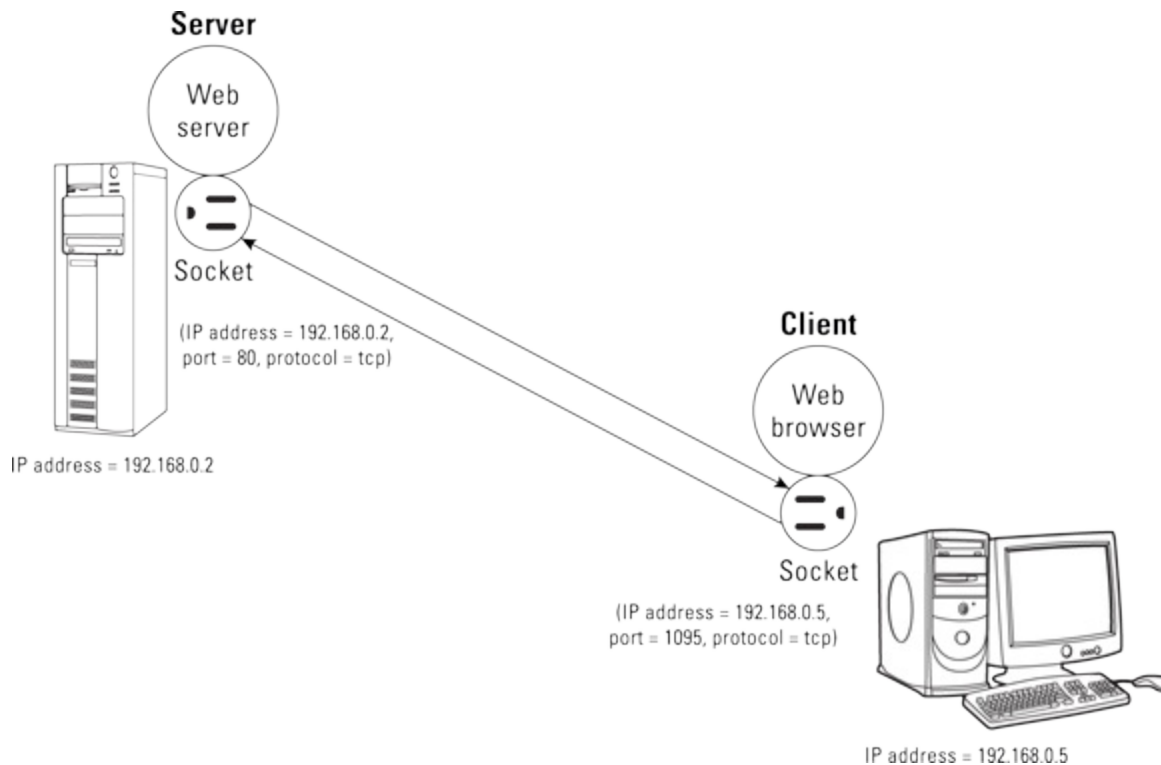 Server
Web
server
Socket
(IP address = 192.168.0.2,
port = 80, protocol = tcp)
IP address = 192.168.0.2
Client
Web
browser
Socket
(IP address = 192.168.0.5,
port = 1095, protocol = tcp)
IP address = 192.168.0.5